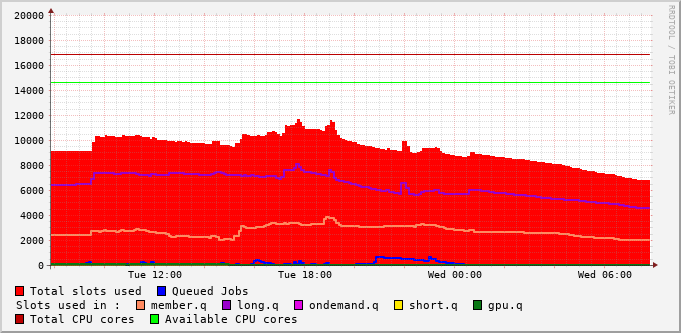 RRDTOOL / TOBI OETIKER
20000
18000
16000
14000
12000
10000
8000
6000
4000
2000
0
Tue 12:00 Tue 18:00 Wed 00:00 Wed 06:00
Total slots used Queued Jobs
Slots used in : member.q long.q ondemand.q short.q gpu.q
Total CPU cores Available CPU cores